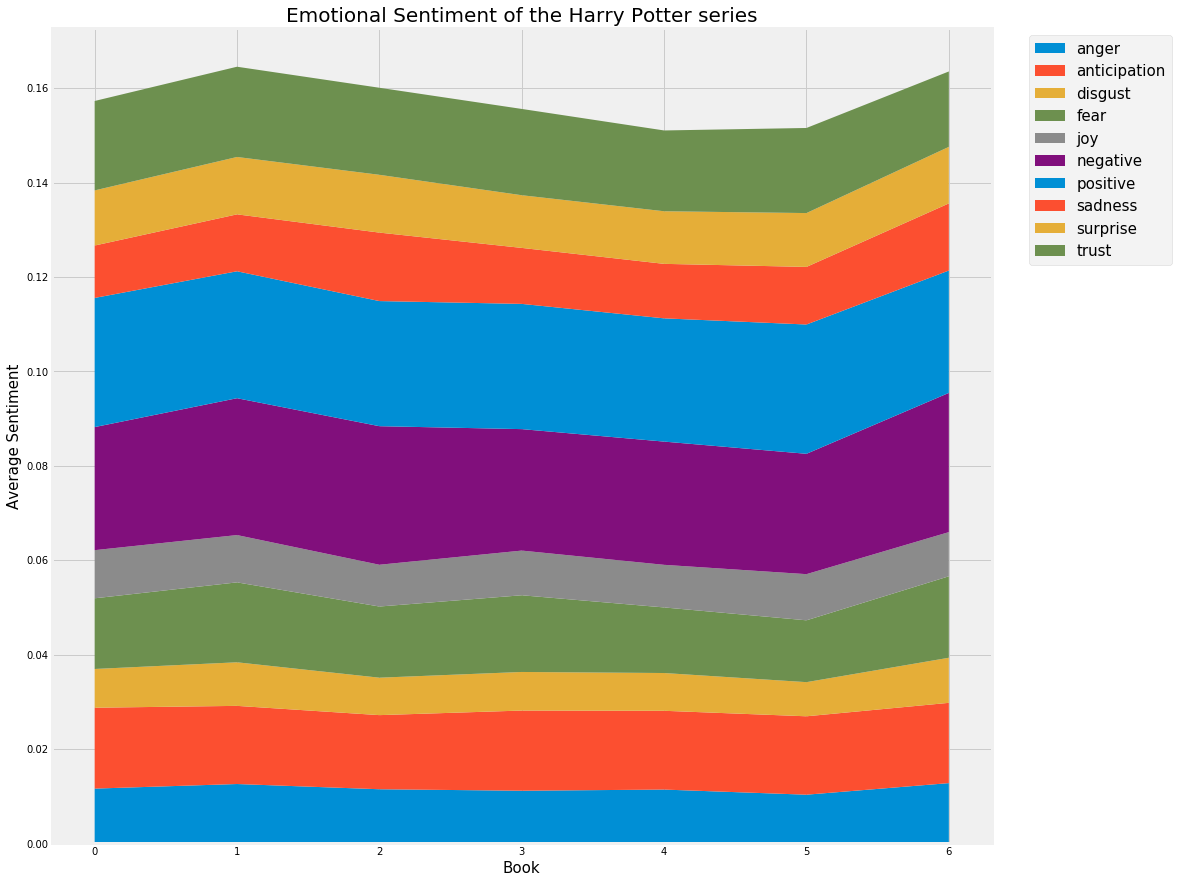 Emotional Sentiment of the Harry Potter series
anger
anticipation
disgust
fear
joy
negative
positive
sadness
surprise
trust
Average Sentiment
0.16
0.14
0.12
0.10
0.08
0.06
0.04
0.02
0.00
0 1 2 3 4 5 6
Book